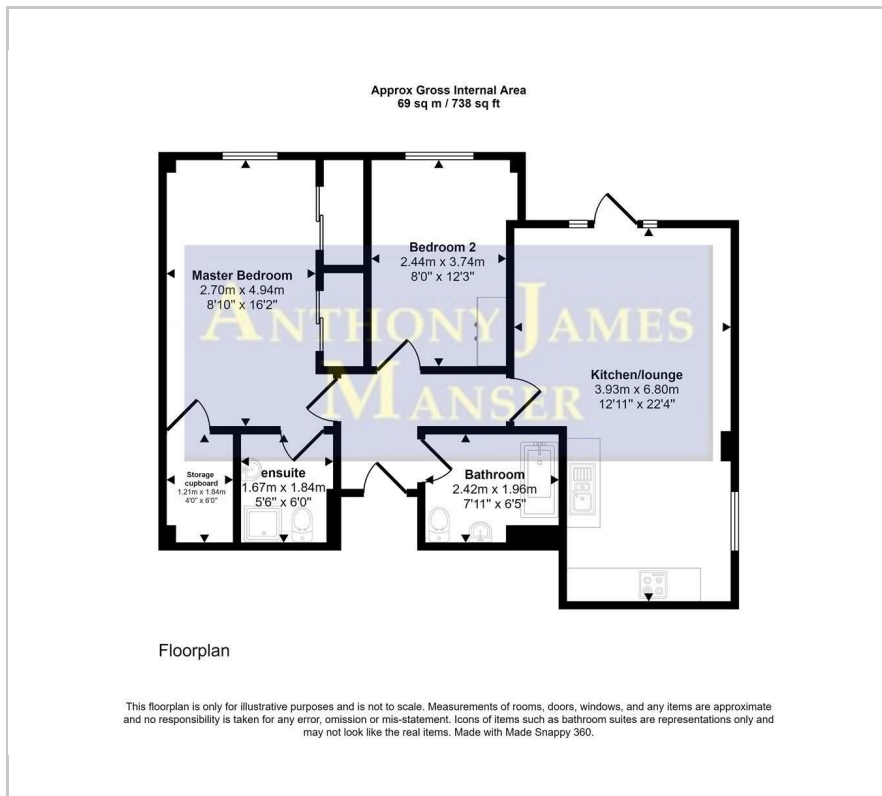 Approx Gross Internal Area
69 sq m / 738 sq ft
Master Bedroom
2.70m x 4.94m
8'10" x 16'2"
Bedroom 2
2.44m x 3.74m
8'0" x 12'3"
ANTHONY JAMES
MANSER
Kitchen/lounge
3.93m x 6.80m
12'11" x 22'4"
Storage
cupboard
1.21m x 1.84m
4'0" x 6'0"
ensuite
1.67m x 1.84m
5'6" x 6'0"
Bathroom
2.42m x 1.96m
7'11" x 6'5"
Floorplan
This floorplan is only for illustrative purposes and is not to scale. Measurements of rooms, doors, windows, and any items are approximate
and no responsibility is taken for any error, omission or mis-statement. Icons of items such as bathroom suites are representations only and
may not look like the real items. Made with Made Snappy 360.